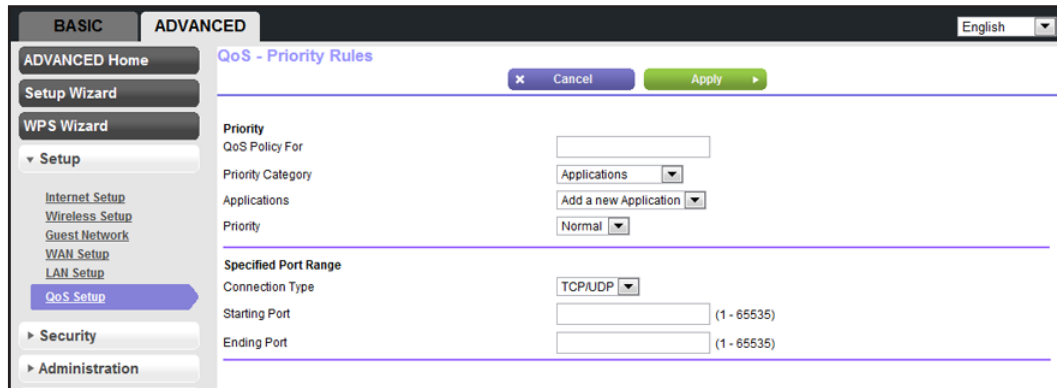 BASIC ADVANCED English
ADVANCED Home
Setup Wizard
WPS Wizard
Setup
Internet Setup
Wireless Setup
Guest Network
WAN Setup
LAN Setup
QoS Setup
Security
Administration
QoS - Priority Rules
Cancel Apply
Priority
QoS Policy For
Priority Category Applications
Applications Add a new Application
Priority Normal
Specified Port Range
Connection Type TCP/UDP
Starting Port (1 - 65535)
Ending Port (1 - 65535)